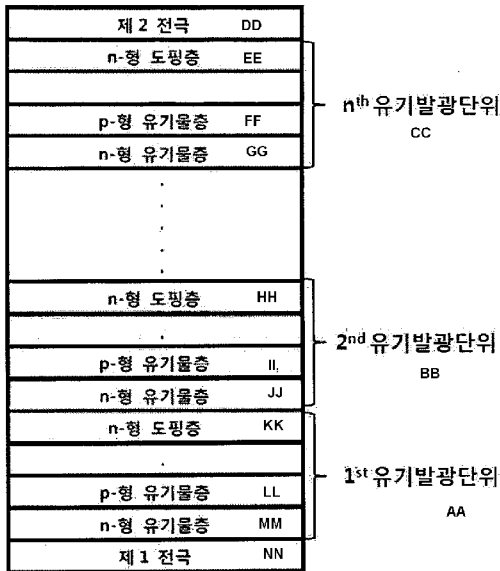 제 2 전극 DD
n-형 도핑층 EE
nth 유기발광단위
CC
p-형 유기물층 FF
n-형 유기물층 GG
n-형 도핑층 HH
2nd 유기발광단위
BB
p-형 유기물층 II,
n-형 유기물층 JJ
n-형 도핑층 KK
1st 유기발광단위
AA
p-형 유기물층 LL
n-형 유기물층 MM
제 1 전극 NN